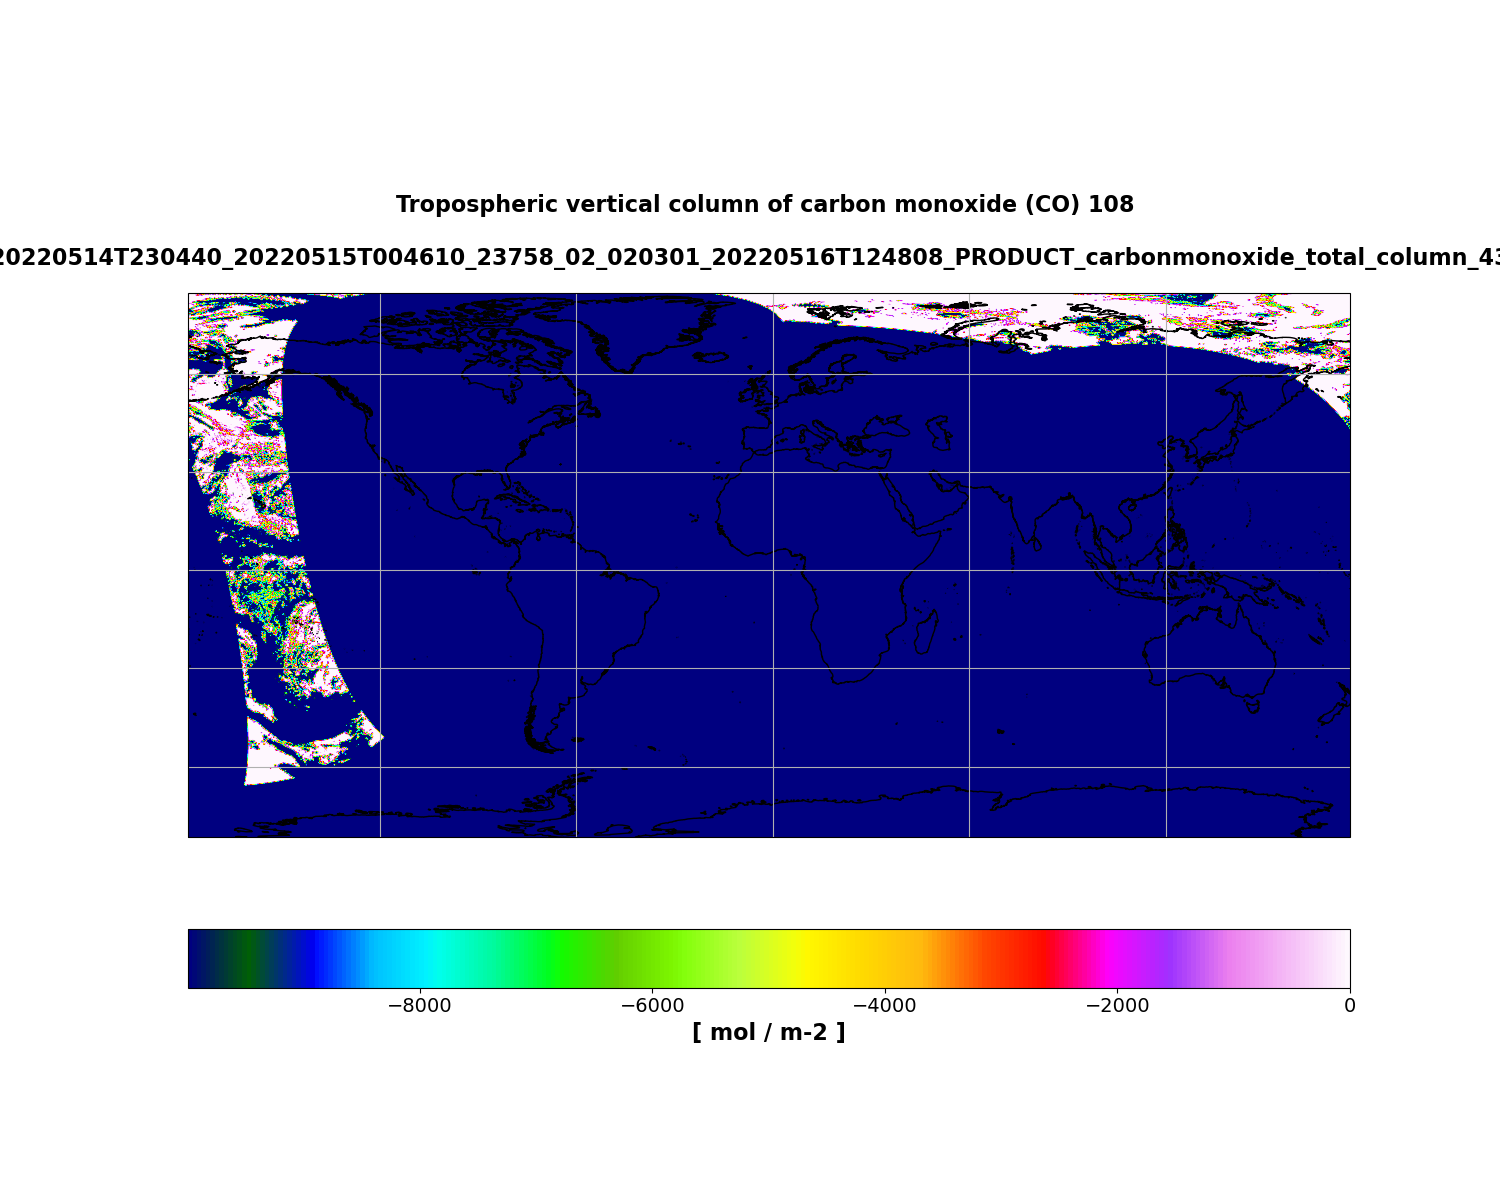 Tropospheric vertical column of carbon monoxide (CO) 108
20220514T230440_20220515T004610_23758_02_020301_20220516T124808_PRODUCT_carbonmonoxide_total_column_43
−8000 −6000 −4000 −2000 0
[ mol / m-2 ]